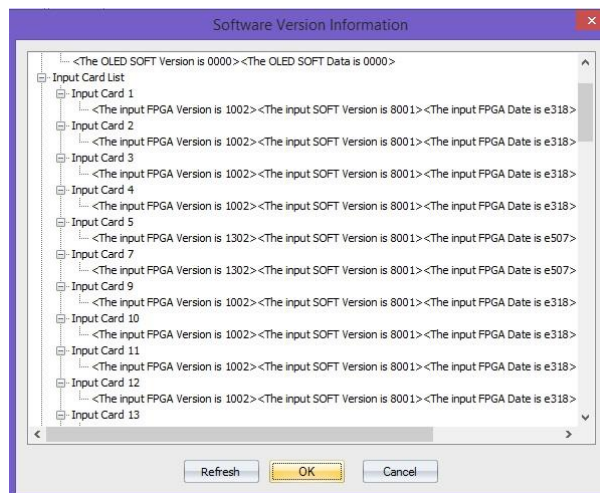 Software Version Information
<The OLED SOFT Version is 0000><The OLED SOFT Data is 0000>
Input Card List
Input Card 1
<The input FPGA Version is 1002><The input SOFT Version is 8001><The input FPGA Date is e318>
Input Card 2
<The input FPGA Version is 1002><The input SOFT Version is 8001><The input FPGA Date is e318>
Input Card 3
<The input FPGA Version is 1002><The input SOFT Version is 8001><The input FPGA Date is e318>
Input Card 4
<The input FPGA Version is 1002><The input SOFT Version is 8001><The input FPGA Date is e318>
Input Card 5
<The input FPGA Version is 1302><The input SOFT Version is 8001><The input FPGA Date is e507>
Input Card 7
<The input FPGA Version is 1302><The input SOFT Version is 8001><The input FPGA Date is e507>
Input Card 9
<The input FPGA Version is 1002><The input SOFT Version is 8001><The input FPGA Date is e318>
Input Card 10
<The input FPGA Version is 1002><The input SOFT Version is 8001><The input FPGA Date is e318>
Input Card 11
<The input FPGA Version is 1002><The input SOFT Version is 8001><The input FPGA Date is e318>
Input Card 12
<The input FPGA Version is 1002><The input SOFT Version is 8001><The input FPGA Date is e318>
Input Card 13
Refresh OK Cancel